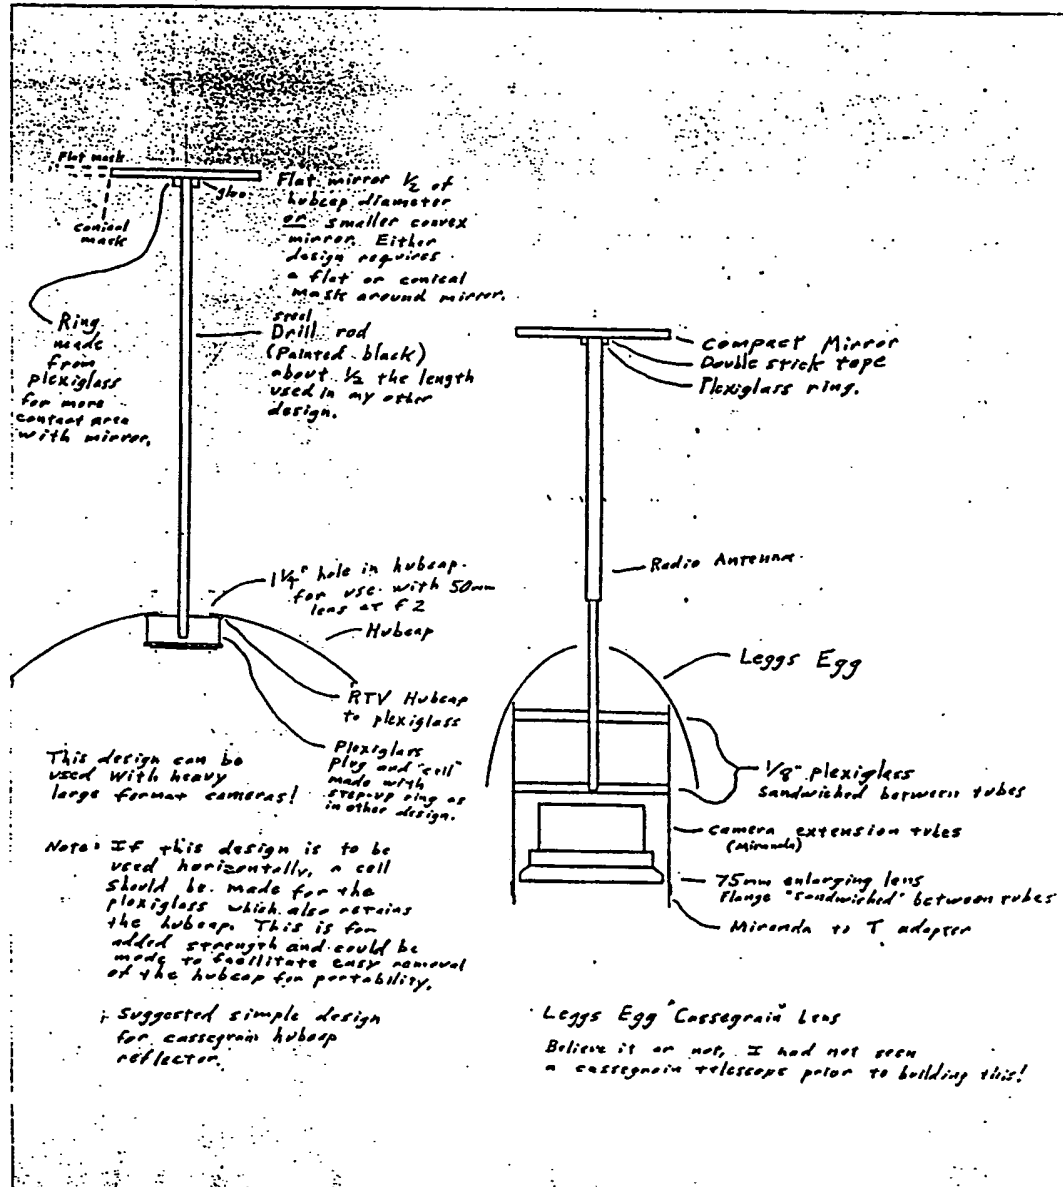 Flat mask
conical
mask
glue
Flat mirror 1/2 of
hubcap diameter
or smaller convex
mirror. Either
design requires
a flat or conical
mask around mirror.
Ring
made
from
plexiglass
for more
contact area
with mirror.
steel
Drill rod
(Painted black)
about 1/2 the length
used in my other
design.
1 1/4" hole in hubcap
for use with 50mm
lens at f 2
Hubcap
RTV Hubcap
to plexiglass
Plexiglass
plug and "cell"
made with
step-up ring as
in other design.
This design can be
used with heavy
large format cameras!
Note: If this design is to be
used horizontally, a cell
should be made for the
plexiglass which also retains
the hubcap. This is for
added strength and could be
made to facilitate easy removal
of the hubcap for portability.
Suggested simple design
for cassegrain hubcap
reflector.
compact Mirror
Double stick tape
Plexiglass ring.
Radio Antenna
Leggs Egg
1/8" plexiglass
Sandwiched between tubes
camera extension tubes
(Miranda)
75mm enlarging lens
Flange "sandwiched" between tubes
Miranda to T adapter
Leggs Egg "Cassegrain" Lens
Believe it or not, I had not seen
a cassegrain telescope prior to building this!